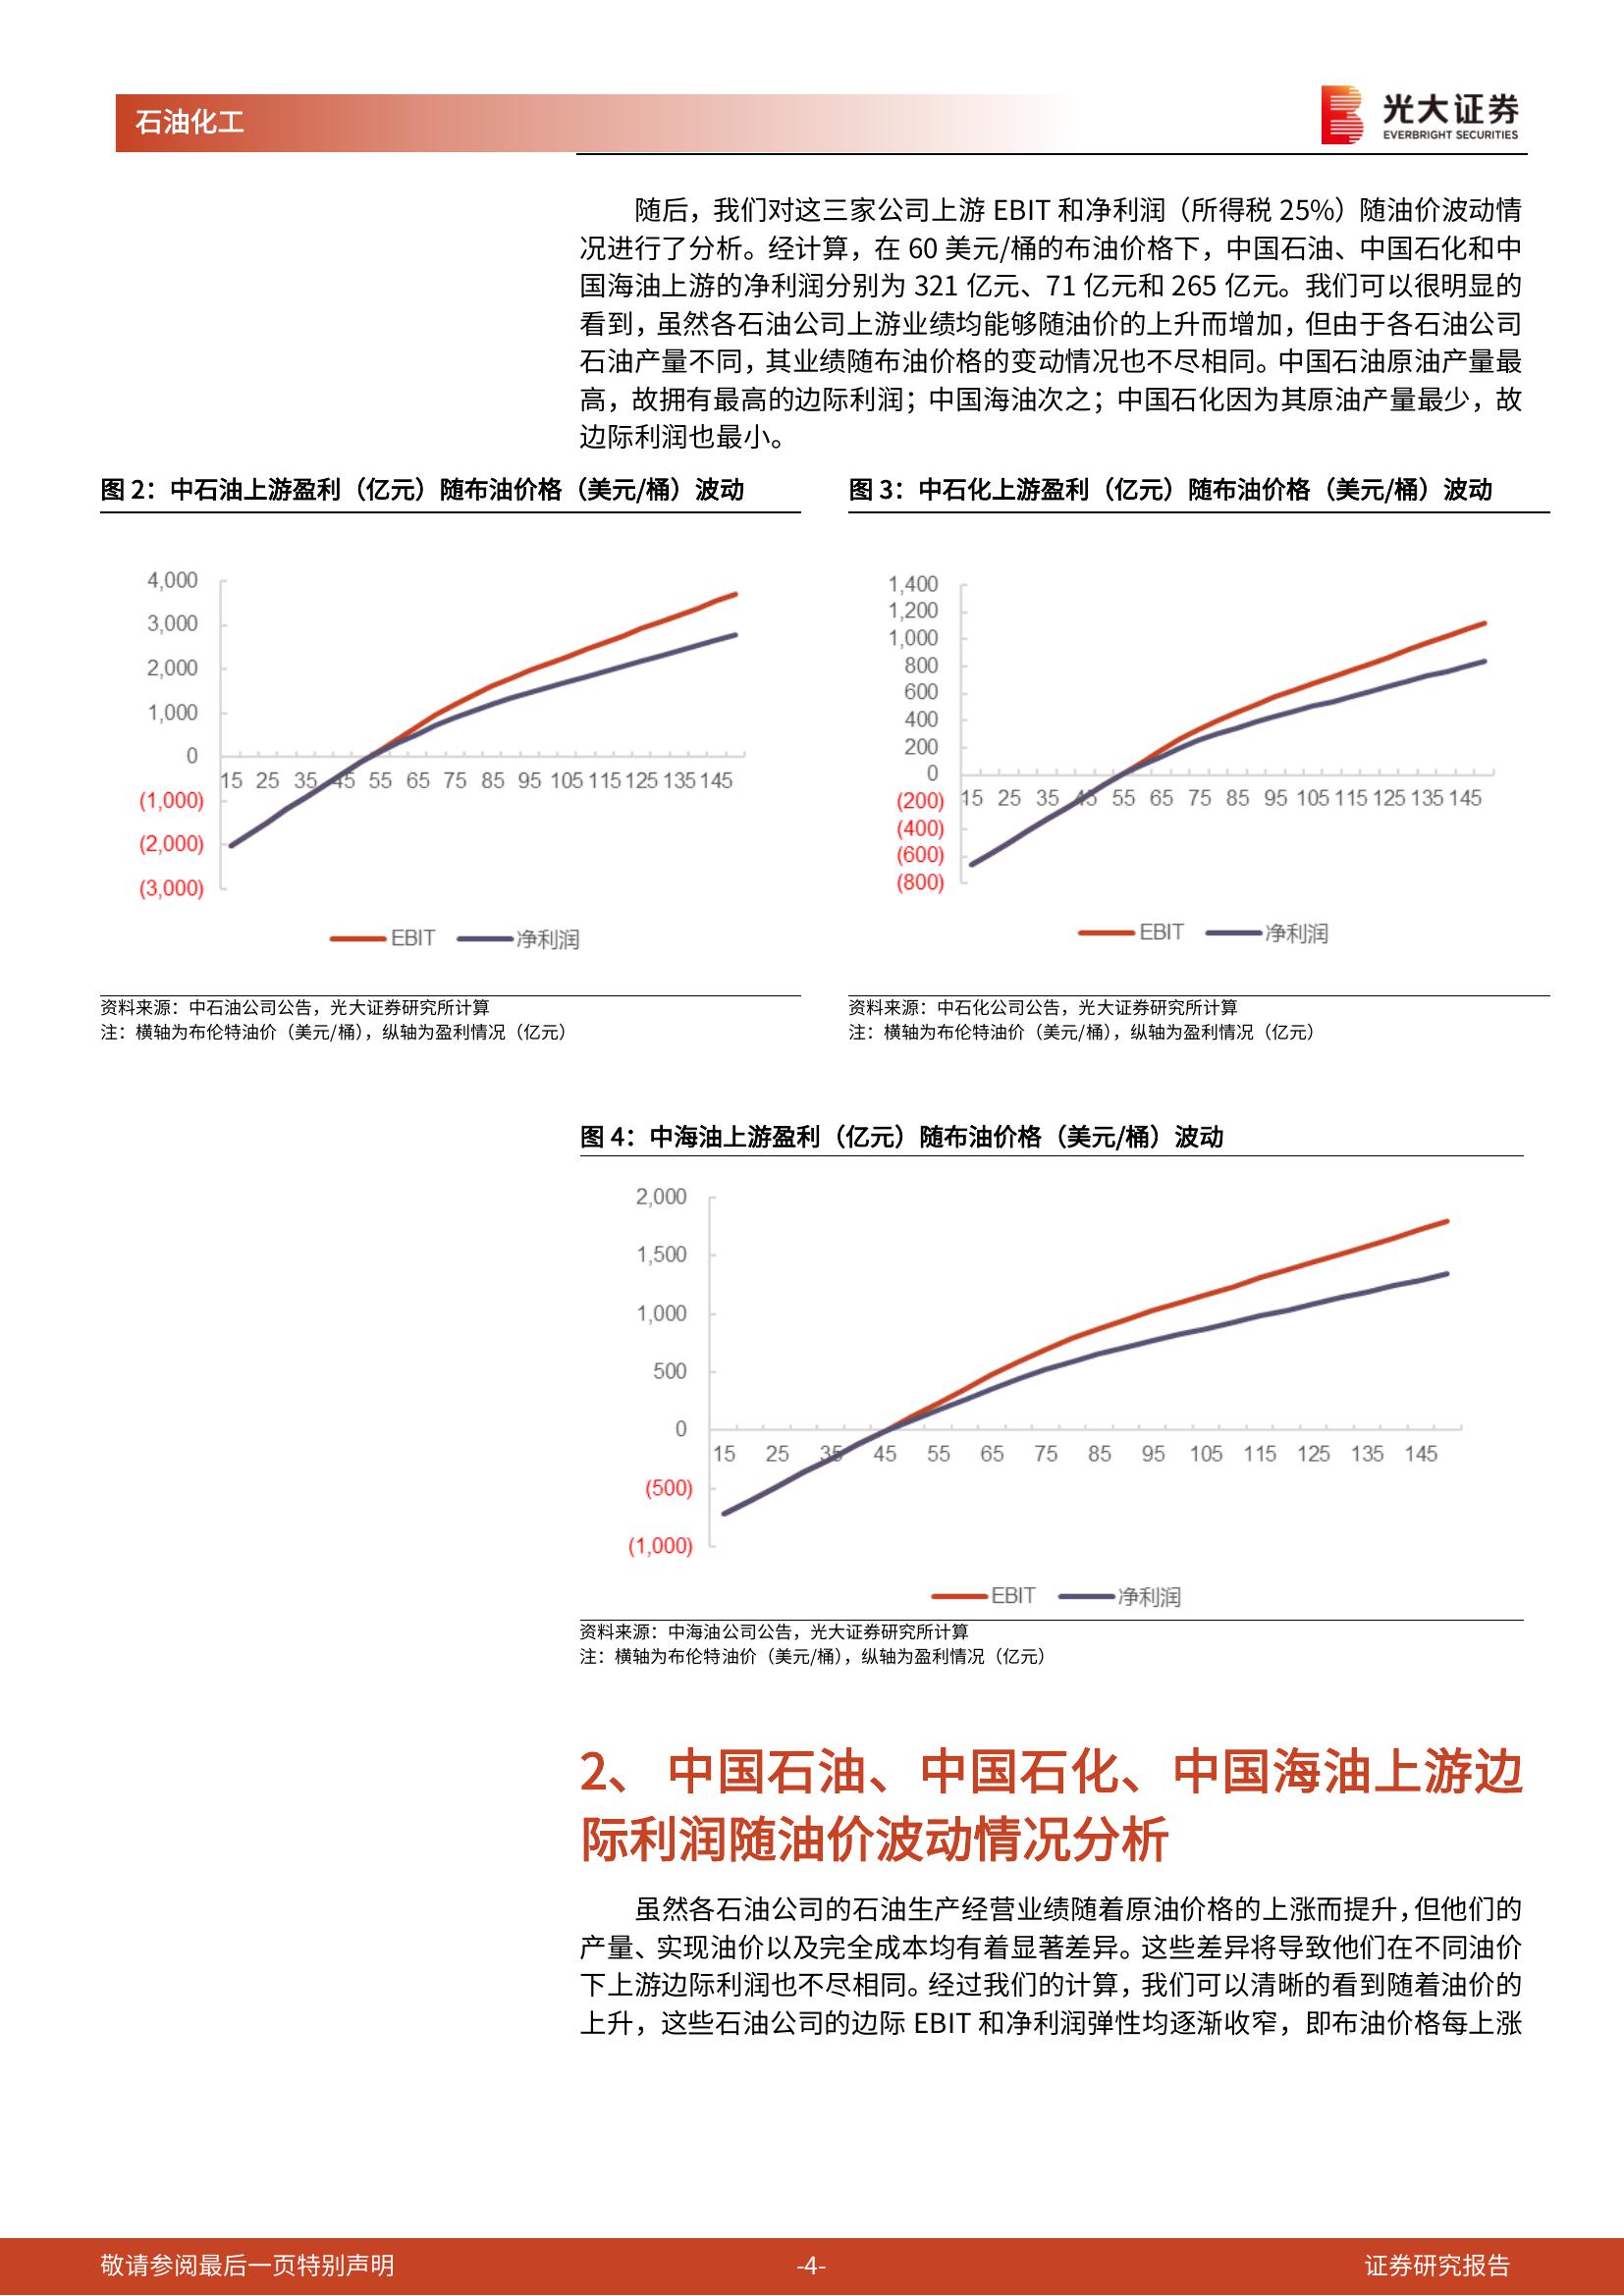 石油化工
光大证券
EVERBRIGHT SECURITIES
随后，我们对这三家公司上游 EBIT 和净利润（所得税 25%）随油价波动情
况进行了分析。经计算，在 60 美元/桶的布油价格下，中国石油、中国石化和中
国海油上游的净利润分别为 321 亿元、71 亿元和 265 亿元。我们可以很明显的
看到，虽然各石油公司上游业绩均能够随油价的上升而增加，但由于各石油公司
石油产量不同，其业绩随布油价格的变动情况也不尽相同。中国石油原油产量最
高，故拥有最高的边际利润；中国海油次之；中国石化因为其原油产量最少，故
边际利润也最小。
图 2：中石油上游盈利（亿元）随布油价格（美元/桶）波动
4,000
3,000
2,000
1,000
0
15 25 35 45 55 65 75 85 95 105 115 125 135 145
(1,000)
(2,000)
(3,000)
EBIT 净利润
资料来源：中石油公司公告，光大证券研究所计算
注：横轴为布伦特油价（美元/桶），纵轴为盈利情况（亿元）
图 3：中石化上游盈利（亿元）随布油价格（美元/桶）波动
1,400
1,200
1,000
800
600
400
200
0
15 25 35 45 55 65 75 85 95 105 115 125 135 145
(200)
(400)
(600)
(800)
EBIT 净利润
资料来源：中石化公司公告，光大证券研究所计算
注：横轴为布伦特油价（美元/桶），纵轴为盈利情况（亿元）
图 4：中海油上游盈利（亿元）随布油价格（美元/桶）波动
2,000
1,500
1,000
500
0
15 25 35 45 55 65 75 85 95 105 115 125 135 145
(500)
(1,000)
EBIT 净利润
资料来源：中海油公司公告，光大证券研究所计算
注：横轴为布伦特油价（美元/桶），纵轴为盈利情况（亿元）
2、 中国石油、中国石化、中国海油上游边
际利润随油价波动情况分析
虽然各石油公司的石油生产经营业绩随着原油价格的上涨而提升，但他们的
产量、实现油价以及完全成本均有着显著差异。这些差异将导致他们在不同油价
下上游边际利润也不尽相同。经过我们的计算，我们可以清晰的看到随着油价的
上升，这些石油公司的边际 EBIT 和净利润弹性均逐渐收窄，即布油价格每上涨
敬请参阅最后一页特别声明
-4-
证券研究报告